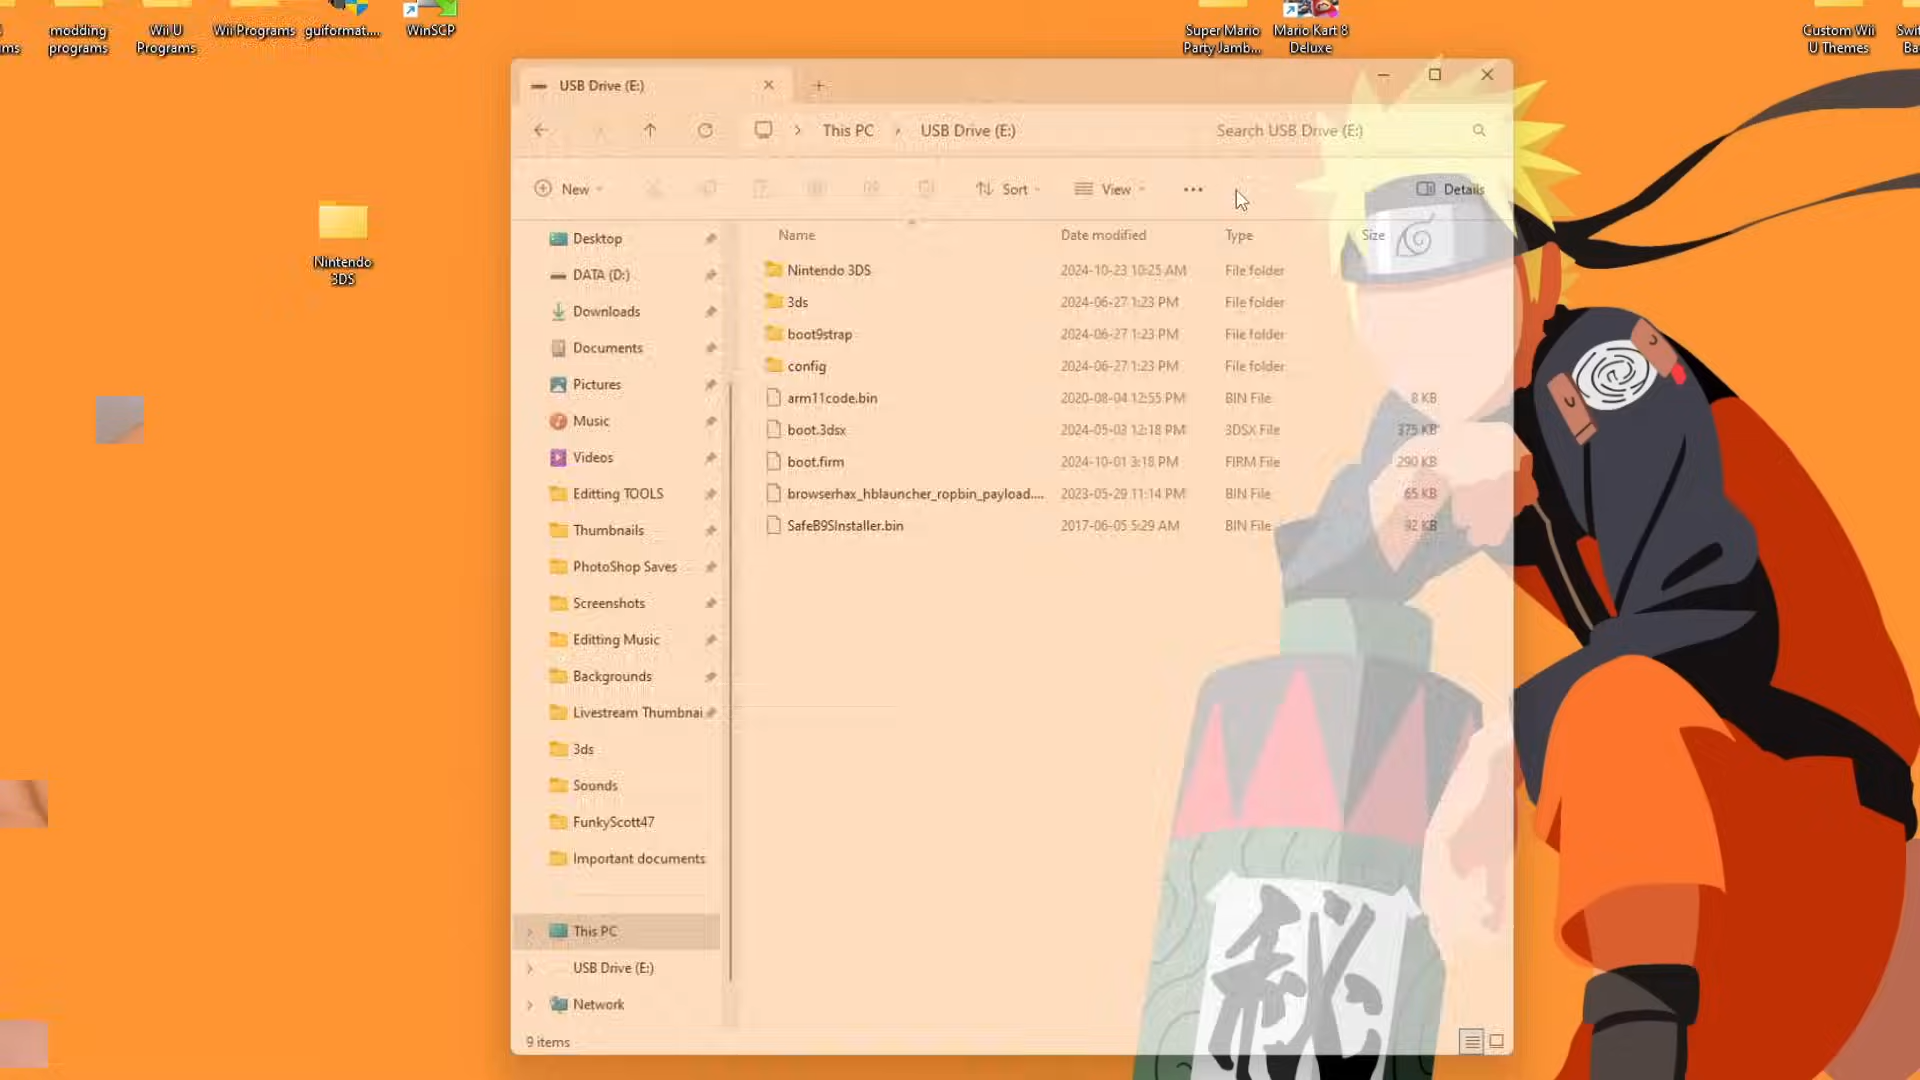 modding
programs
Wii U
Programs
Wii Programs
guiformat....
WinSCP
Super Mario
Party Jamb...
Mario Kart 8
Deluxe
Custom Wii
U Themes
USB Drive (E:)
This PC
USB Drive (E:)
Search USB Drive (E:)
New
Sort
View
Details
Nintendo
3DS
Name
Date modified
Type
Size
Desktop
DATA (D:)
Downloads
Documents
Pictures
Music
Videos
Editting TOOLS
Thumbnails
PhotoShop Saves
Screenshots
Editting Music
Backgrounds
Livestream Thumbnai
3ds
Sounds
FunkyScott47
Important documents
This PC
USB Drive (E:)
Network
Nintendo 3DS 2024-10-23 10:25 AM File folder
3ds 2024-06-27 1:23 PM File folder
boot9strap 2024-06-27 1:23 PM File folder
config 2024-06-27 1:23 PM File folder
arm11code.bin 2020-08-04 12:55 PM BIN File 8 KB
boot.3dsx 2024-05-03 12:18 PM 3DSX File 375 KB
boot.firm 2024-10-01 3:18 PM FIRM File 290 KB
browserhax_hblauncher_ropbin_payload.... 2023-05-29 11:14 PM BIN File 65 KB
SafeB9SInstaller.bin 2017-06-05 5:29 AM BIN File 92 KB
秘
9 items